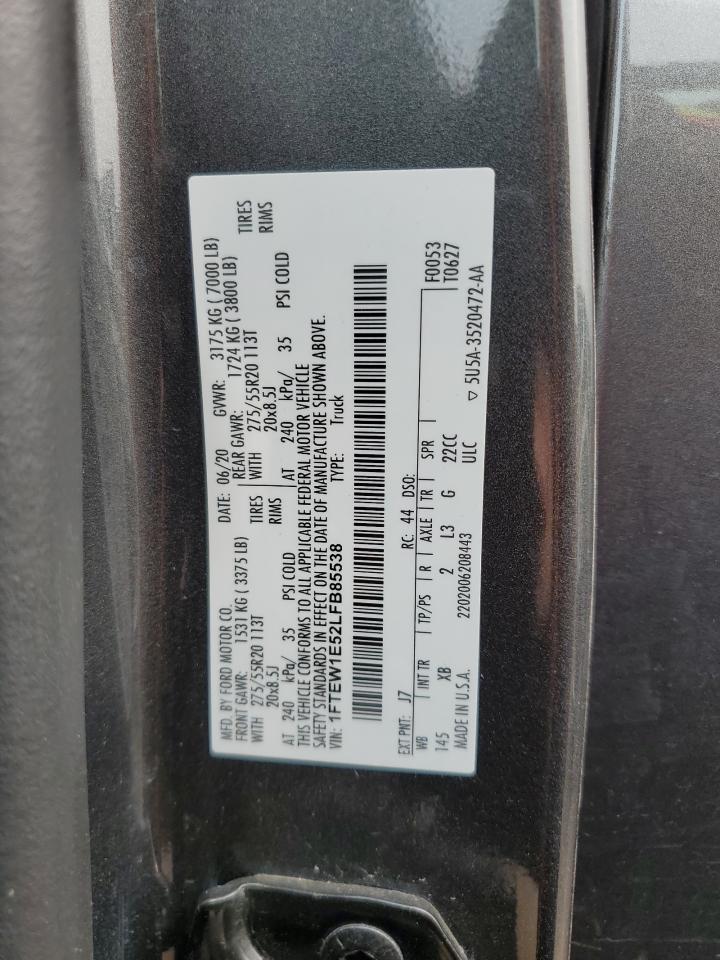 MFD. BY FORD MOTOR CO. DATE: 06/20 GVWR: 3175 KG ( 7000 LB)
FRONT GAWR: 1531 KG ( 3375 LB) REAR GAWR: 1724 KG ( 3800 LB)
WITH 275/55R20 113T TIRES WITH 275/55R20 113T TIRES
20x8.5J RIMS 20x8.5J RIMS
AT 240 kPa/ 35 PSI COLD AT 240 kPa/ 35 PSI COLD
THIS VEHICLE CONFORMS TO ALL APPLICABLE FEDERAL MOTOR VEHICLE
SAFETY STANDARDS IN EFFECT ON THE DATE OF MANUFACTURE SHOWN ABOVE.
VIN: 1FTEW1E52LFB85538 TYPE: Truck
EXT PNT: J7 RC: 44 DSO: F0053
WB INT TR TP/PS R AXLE TR SPR T0627
145 XB 2 L3 G 22CC
MADE IN U.S.A. 2202006208443 ULC ▽ 5U5A-3520472-AA